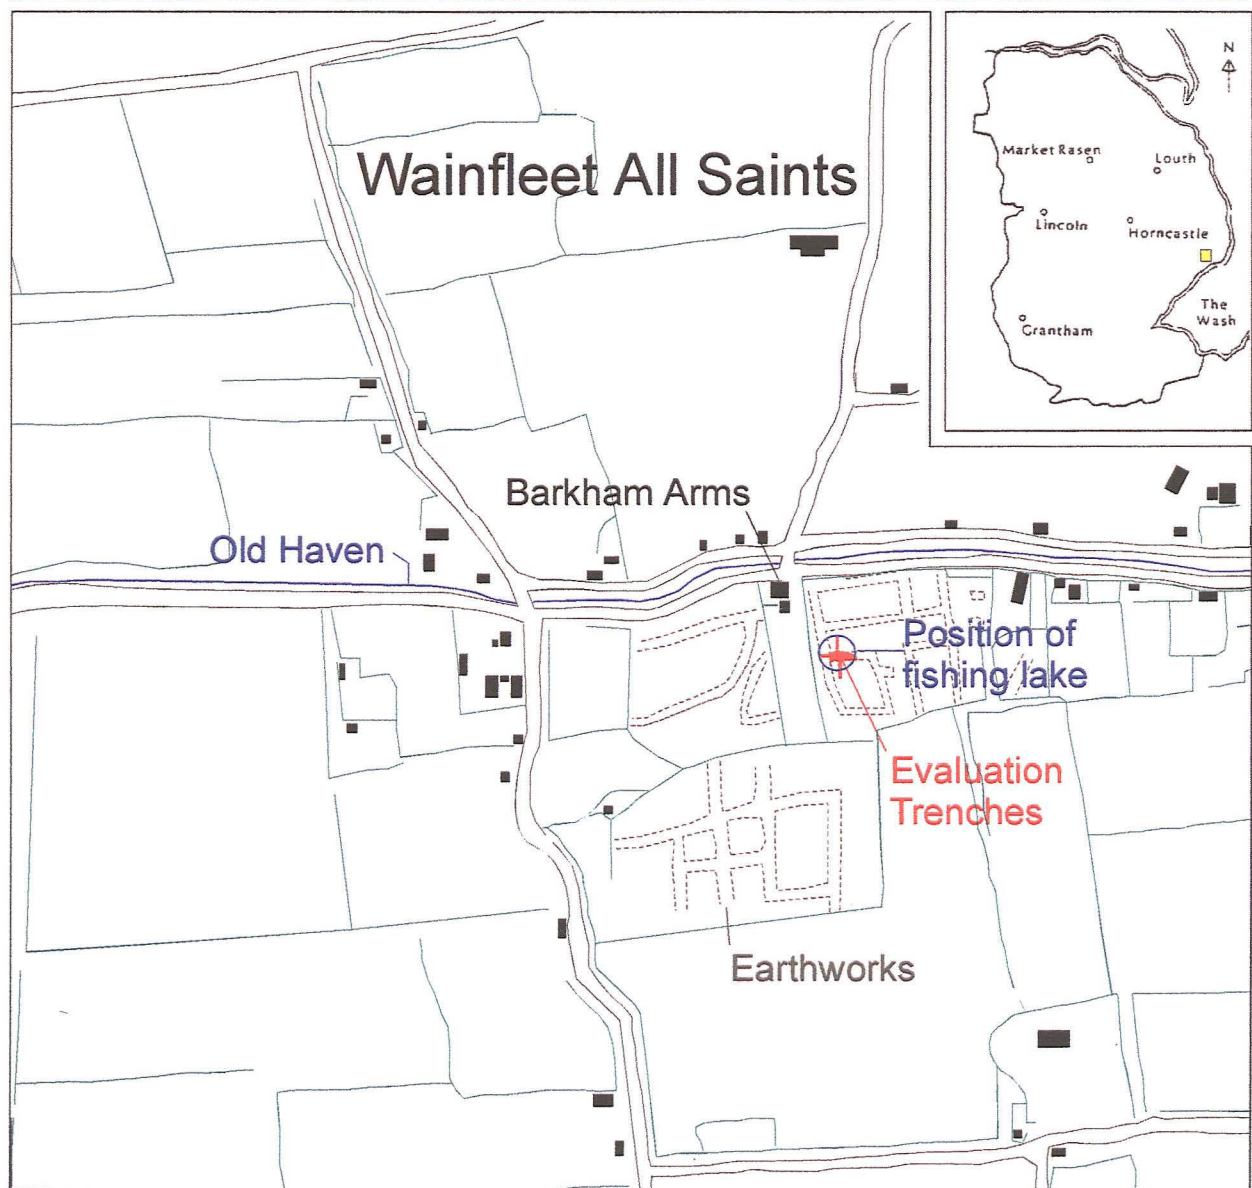 Wainfleet All Saints
N
Market Rasen
Louth
Lincoln
Horncastle
The
Wash
Grantham
Barkham Arms
Old Haven
Position of
fishing lake
Evaluation
Trenches
Earthworks